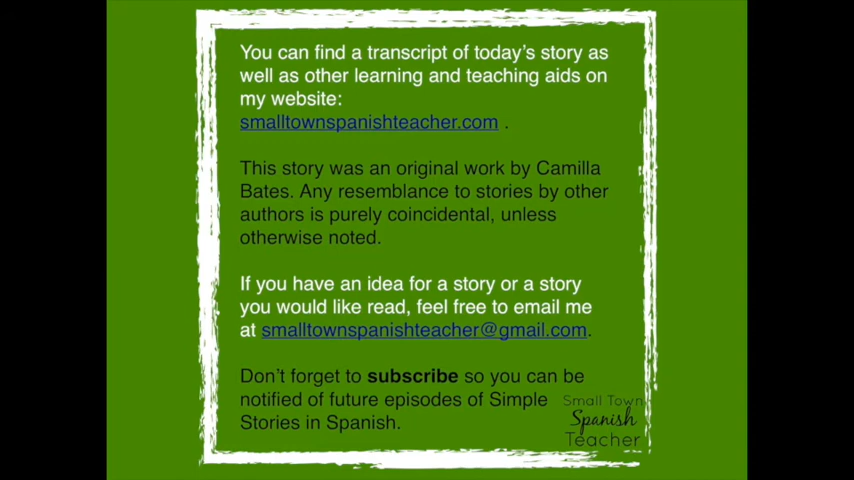 You can find a transcript of today's story as
well as other learning and teaching aids on
my website:
smalltownspanishteacher.com .
This story was an original work by Camilla
Bates. Any resemblance to stories by other
authors is purely coincidental, unless
otherwise noted.
If you have an idea for a story or a story
you would like read, feel free to email me
at smalltownspanishteacher@gmail.com.
Don't forget to subscribe so you can be
notified of future episodes of Simple
Stories in Spanish.
Small Town
Spanish
Teacher